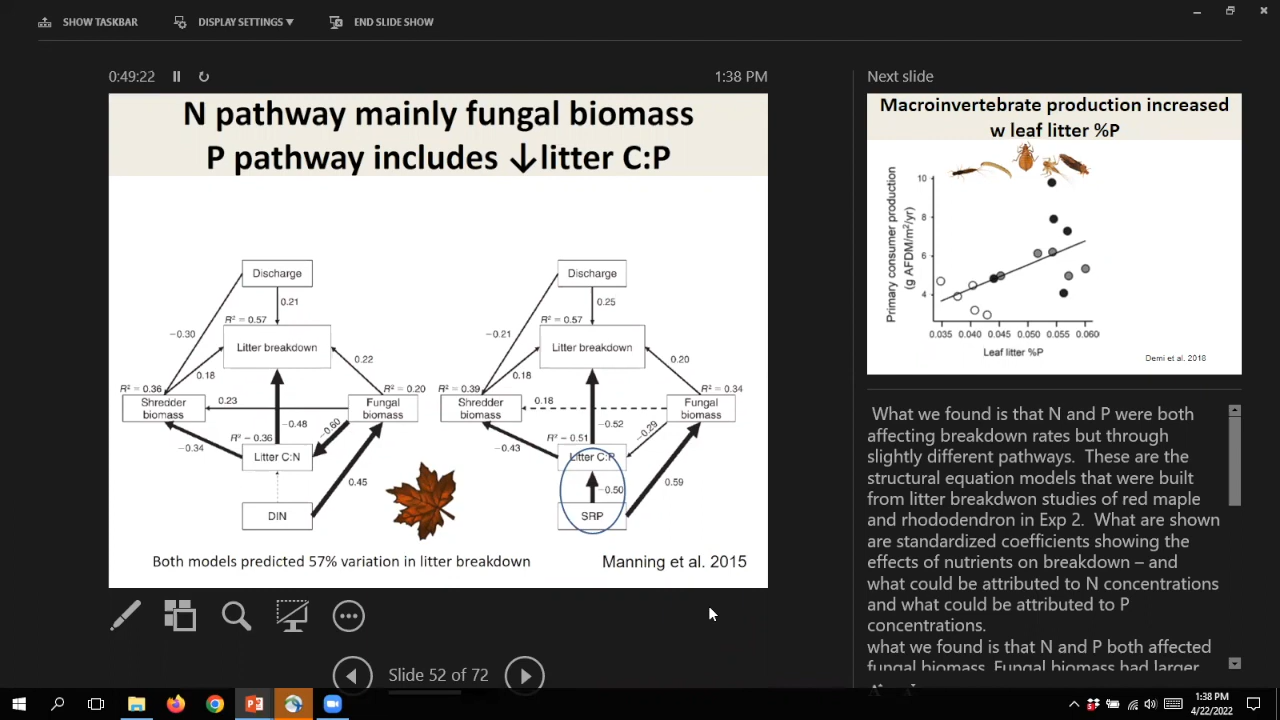 SHOW TASKBAR
DISPLAY SETTINGS ▼
END SLIDE SHOW
0:49:22
1:38 PM
N pathway mainly fungal biomass
P pathway includes ↓litter C:P
Discharge
0.21
R² = 0.57
−0.30
Litter breakdown
0.18
0.22
R² = 0.36
R² = 0.20
Shredder
biomass
0.23
Fungal
biomass
−0.48
−0.60
R² = 0.36
−0.34
Litter C:N
0.45
DIN
Discharge
0.25
R² = 0.57
−0.21
Litter breakdown
0.18
0.20
R² = 0.39
R² = 0.34
Shredder
biomass
0.18
Fungal
biomass
−0.52
−0.29
R² = 0.51
−0.43
Litter C:P
−0.50
0.59
SRP
Both models predicted 57% variation in litter breakdown
Manning et al. 2015
Slide 52 of 72
Next slide
Macroinvertebrate production increased
w leaf litter %P
Primary consumer production
(g AFDM/m²/yr)
10
8
6
4
0.035 0.040 0.045 0.050 0.055 0.060
Leaf litter %P
Demi et al. 2018
What we found is that N and P were both
affecting breakdown rates but through
slightly different pathways. These are the
structural equation models that were built
from litter breakdwon studies of red maple
and rhododendron in Exp 2. What are shown
are standardized coefficients showing the
effects of nutrients on breakdown – and
what could be attributed to N concentrations
and what could be attributed to P
concentrations.
what we found is that N and P both affected
fungal biomass. Fungal biomass had larger
1:38 PM
4/22/2022